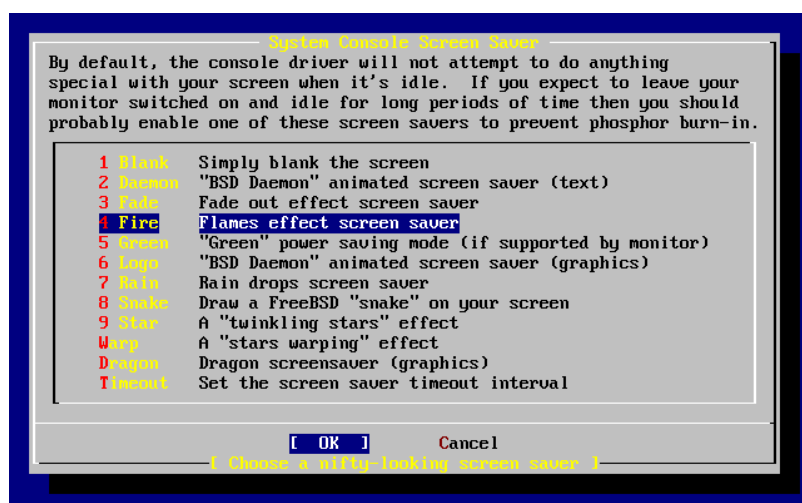 System Console Screen Saver
By default, the console driver will not attempt to do anything
special with your screen when it's idle.  If you expect to leave your
monitor switched on and idle for long periods of time then you should
probably enable one of these screen savers to prevent phosphor burn-in.
1 Blank Simply blank the screen
2 Daemon "BSD Daemon" animated screen saver (text)
3 Fade Fade out effect screen saver
4 Fire Flames effect screen saver
5 Green "Green" power saving mode (if supported by monitor)
6 Logo "BSD Daemon" animated screen saver (graphics)
7 Rain Rain drops screen saver
8 Snake Draw a FreeBSD "snake" on your screen
9 Star A "twinkling stars" effect
Warp A "stars warping" effect
Dragon Dragon screensaver (graphics)
Timeout Set the screen saver timeout interval
[ OK ] Cancel
[ Choose a nifty-looking screen saver ]